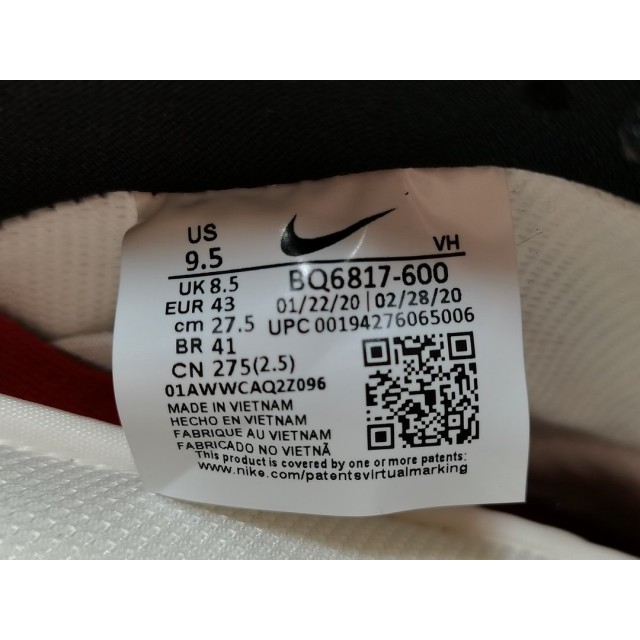 US
9.5
VH
UK 8.5
BQ6817-600
EUR 43
01/22/20 | 02/28/20
cm 27.5
UPC 00194276065006
BR 41
CN 275(2.5)
01AWWCAQ2Z096
MADE IN VIETNAM
HECHO EN VIETNAM
FABRIQUE AU VIETNAM
FABRICADO NO VIETNÃ
This product is covered by one or more patents:
www.nike.com/patentsvirtualmarking